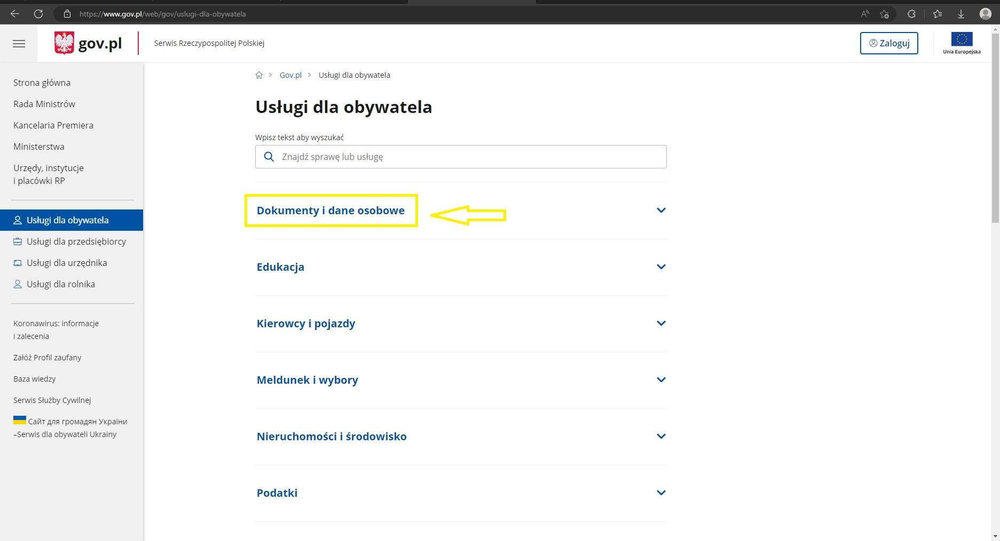 https://www.gov.pl/web/gov/uslugi-dla-obywatela
gov.pl
Serwis Rzeczypospolitej Polskiej
Zaloguj
Unia Europejska
Strona główna
Rada Ministrów
Kancelaria Premiera
Ministerstwa
Urzędy, instytucje
i placówki RP
Usługi dla obywatela
Usługi dla przedsiębiorcy
Usługi dla urzędnika
Usługi dla rolnika
Koronawirus: informacje
i zalecenia
Załóż Profil zaufany
Baza wiedzy
Serwis Służby Cywilnej
Сайт для громадян України
–Serwis dla obywateli Ukrainy
Gov.pl
Usługi dla obywatela
Usługi dla obywatela
Wpisz tekst aby wyszukać
Znajdź sprawę lub usługę
Dokumenty i dane osobowe
Edukacja
Kierowcy i pojazdy
Meldunek i wybory
Nieruchomości i środowisko
Podatki